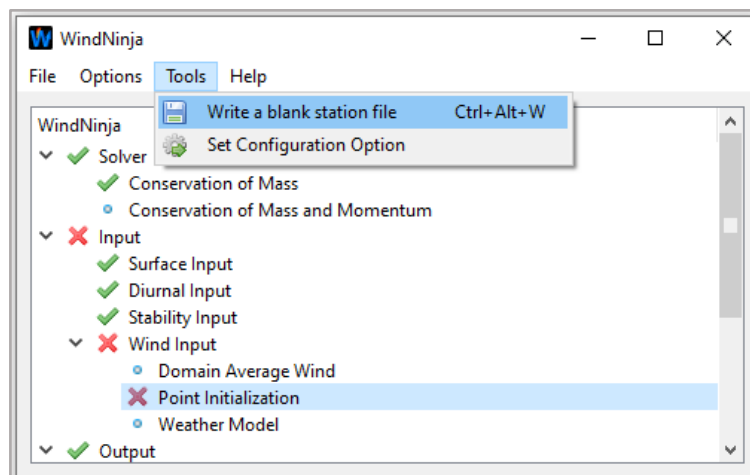 WindNinja
File Options Tools Help
Write a blank station file Ctrl+Alt+W
WindNinja
Set Configuration Option
Solver
Conservation of Mass
Conservation of Mass and Momentum
Input
Surface Input
Diurnal Input
Stability Input
Wind Input
Domain Average Wind
Point Initialization
Weather Model
Output